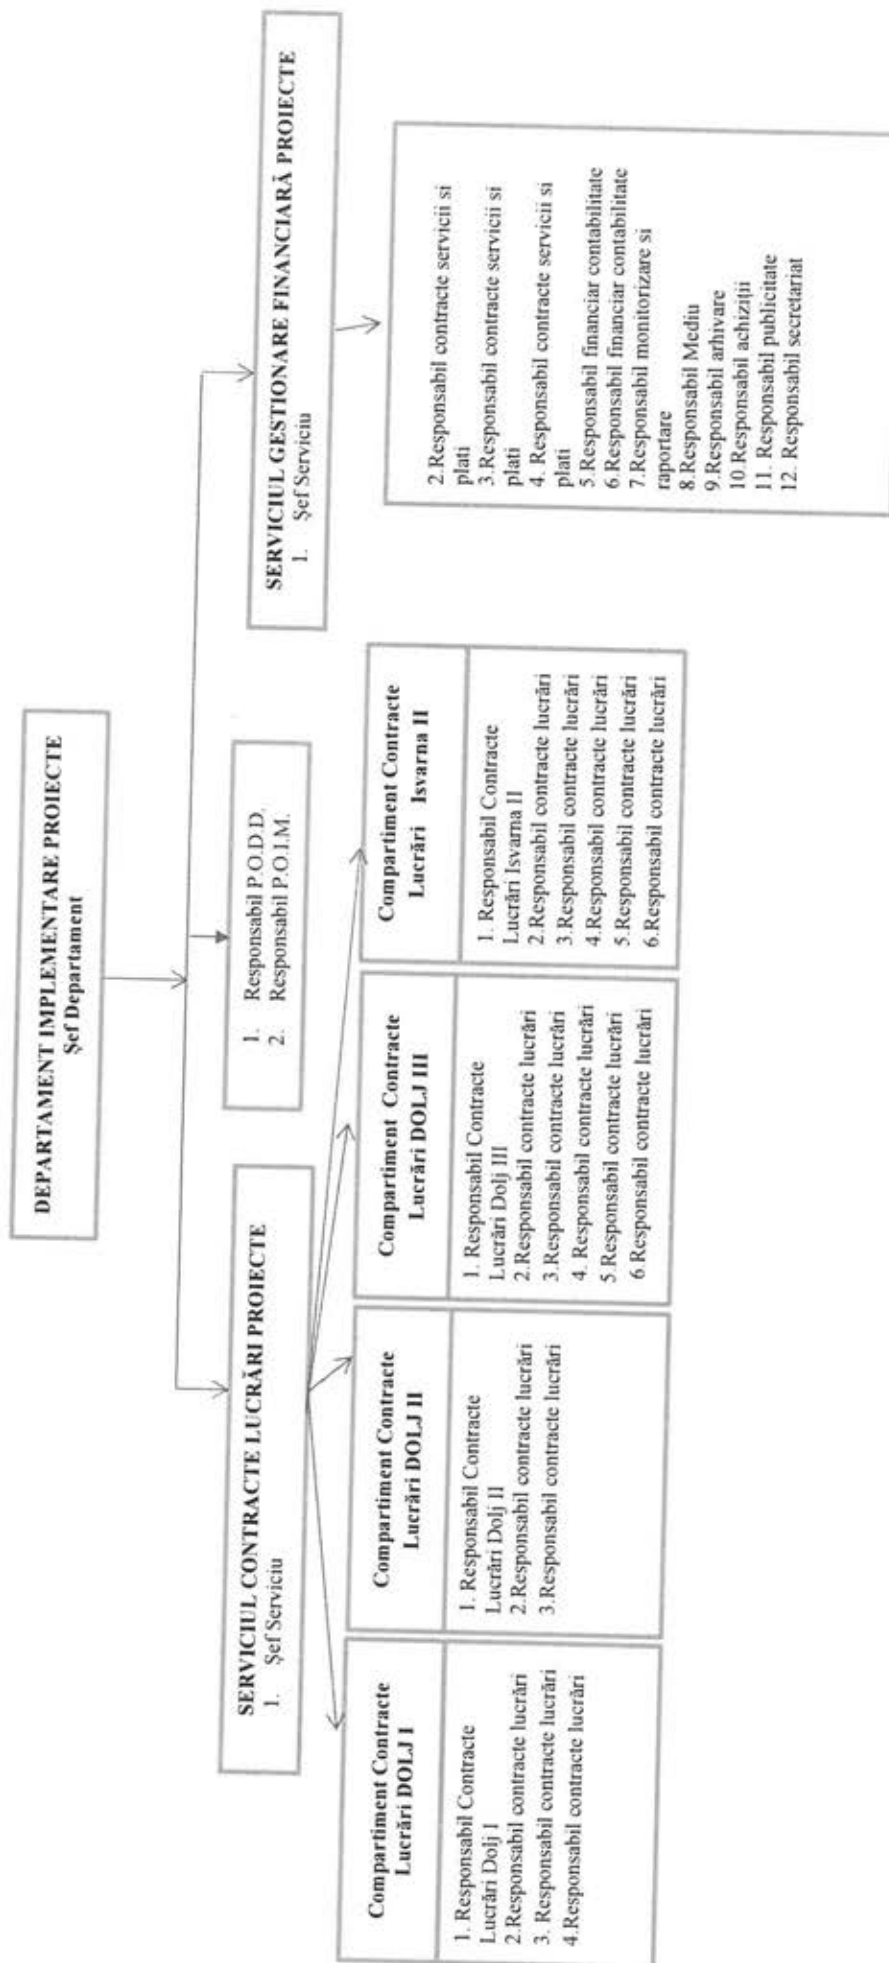 DEPARTAMENT IMPLEMENTARE PROIECTE
Șef Departament
SERVICIUL CONTRACTE LUCRĂRI PROIECTE
1. Șef Serviciu
1. Responsabil P.O.D.D.
2. Responsabil P.O.I.M.
SERVICIUL GESTIONARE FINANCIARĂ PROIECTE
1. Șef Serviciu
Compartiment Contracte
Lucrări DOLJ I
1. Responsabil Contracte
Lucrări Dolj I
2.Responsabil contracte lucrări
3. Responsabil contracte lucrări
4.Responsabil contracte lucrări
Compartiment Contracte
Lucrări DOLJ II
1. Responsabil Contracte
Lucrări Dolj II
2.Responsabil contracte lucrări
3.Responsabil contracte lucrări
Compartiment Contracte
Lucrări DOLJ III
1. Responsabil Contracte
Lucrări Dolj III
2.Responsabil contracte lucrări
3.Responsabil contracte lucrări
4. Responsabil contracte lucrări
5.Responsabil contracte lucrări
6.Responsabil contracte lucrări
Compartiment Contracte
Lucrări Isvarna II
1. Responsabil Contracte
Lucrări Isvarna II
2.Responsabil contracte lucrări
3.Responsabil contracte lucrări
4.Responsabil contracte lucrări
5.Responsabil contracte lucrări
6.Responsabil contracte lucrări
2.Responsabil contracte servicii si
plati
3.Responsabil contracte servicii si
plati
4. Responsabil contracte servicii si
plati
5.Responsabil financiar contabilitate
6.Responsabil financiar contabilitate
7.Responsabil monitorizare si
raportare
8.Responsabil Mediu
9.Responsabil arhivare
10.Responsabil achiziții
11. Responsabil publicitate
12. Responsabil secretariat